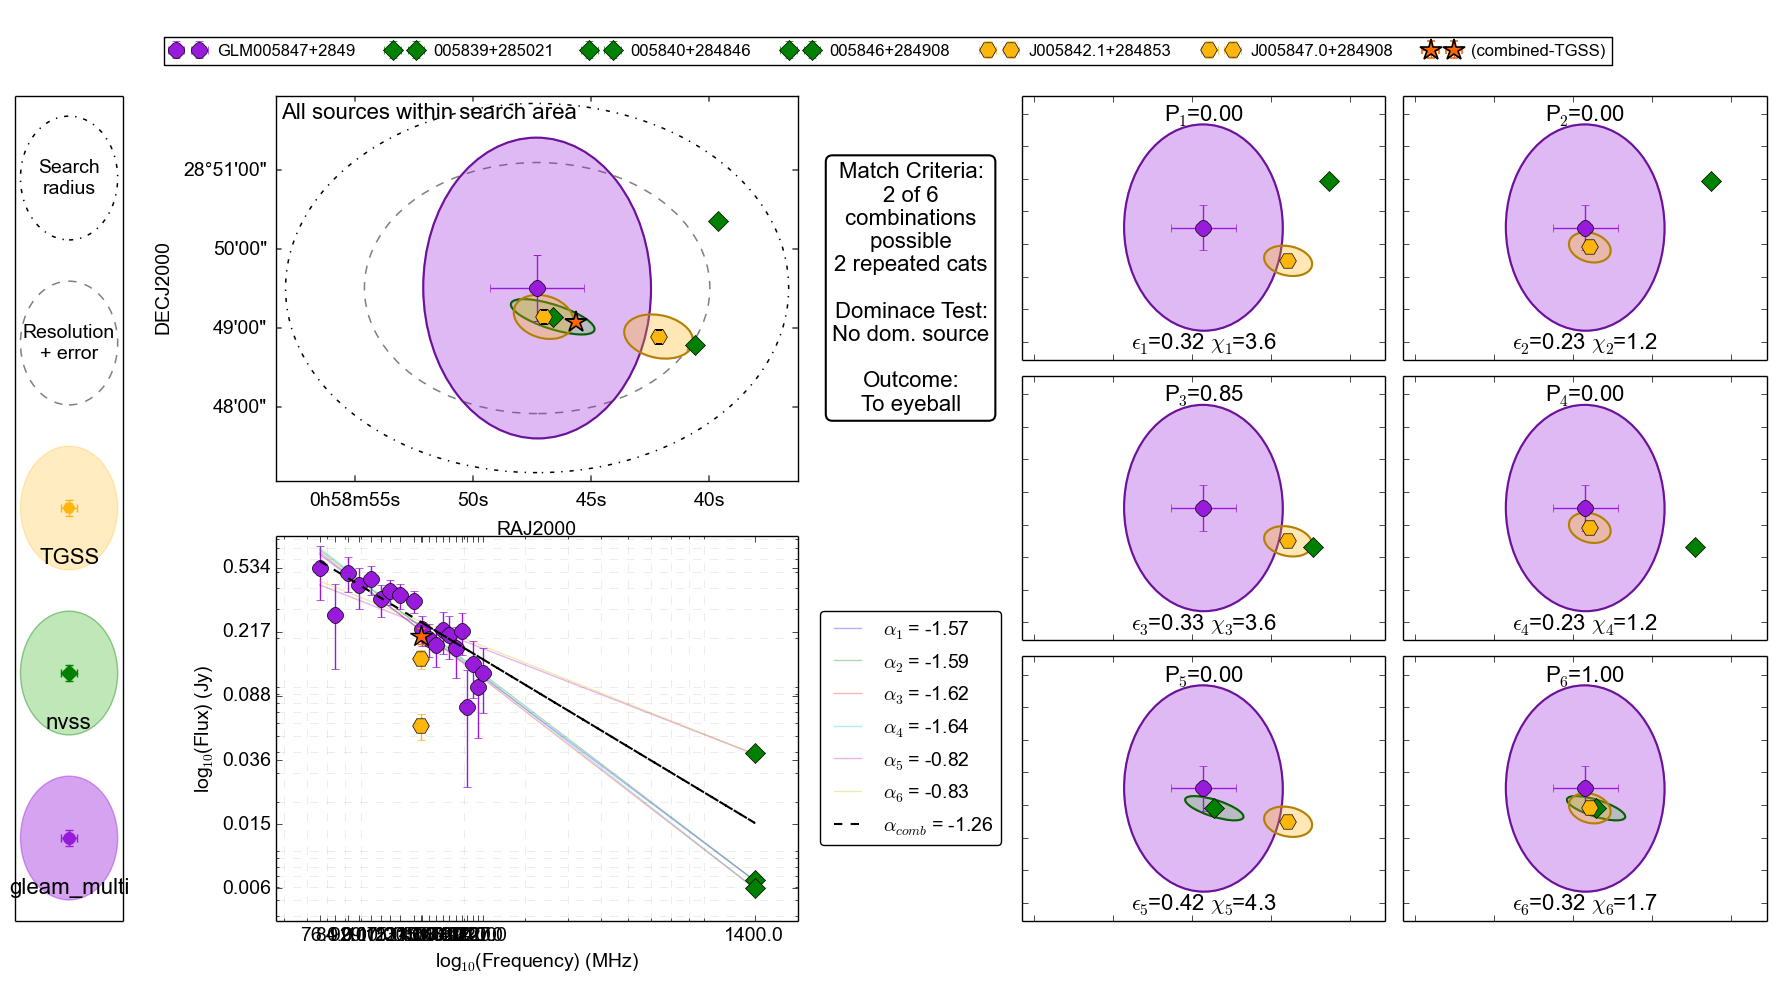 GLM005847+2849 005839+285021 005840+284846 005846+284908 J005842.1+284853 J005847.0+284908 (combined-TGSS)
Search
radius
Resolution
+ error
TGSS
nvss
gleam_multi
All sources within search area
DECJ2000
28°51'00"
50'00"
49'00"
48'00"
0h58m55s 50s 45s 40s
RAJ2000
Match Criteria:
2 of 6
combinations
possible
2 repeated cats
Dominace Test:
No dom. source
Outcome:
To eyeball
log10(Flux) (Jy)
0.534
0.217
0.088
0.036
0.015
0.006
1400.0
log10(Frequency) (MHz)
α1 = -1.57
α2 = -1.59
α3 = -1.62
α4 = -1.64
α5 = -0.82
α6 = -0.83
αcomb = -1.26
P1=0.00
ϵ1=0.32 χ1=3.6
P2=0.00
ϵ2=0.23 χ2=1.2
P3=0.85
ϵ3=0.33 χ3=3.6
P4=0.00
ϵ4=0.23 χ4=1.2
P5=0.00
ϵ5=0.42 χ5=4.3
P6=1.00
ϵ6=0.32 χ6=1.7